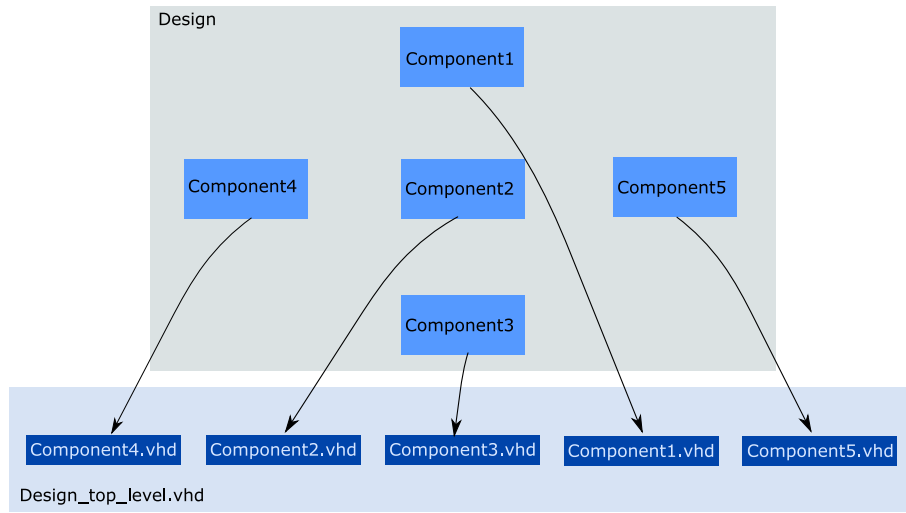 Design
Component1
Component4
Component2
Component5
Component3
Component4.vhd
Component2.vhd
Component3.vhd
Component1.vhd
Component5.vhd
Design_top_level.vhd